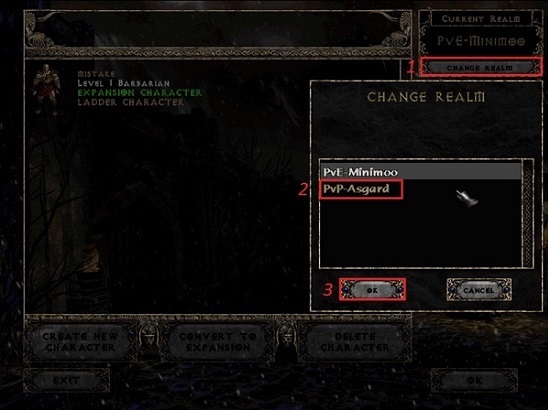 CURRENT REALM
PVE-MINIMOO
1
CHANGE REALM
MISTAKE
LEVEL 1 BARBARIAN
EXPANSION CHARACTER
LADDER CHARACTER
CHANGE REALM
PvE-Minimoo
2
PvP-Asgard
3
OK
CANCEL
CREATE NEW
CHARACTER
CONVERT TO
EXPANSION
DELETE
CHARACTER
EXIT
OK